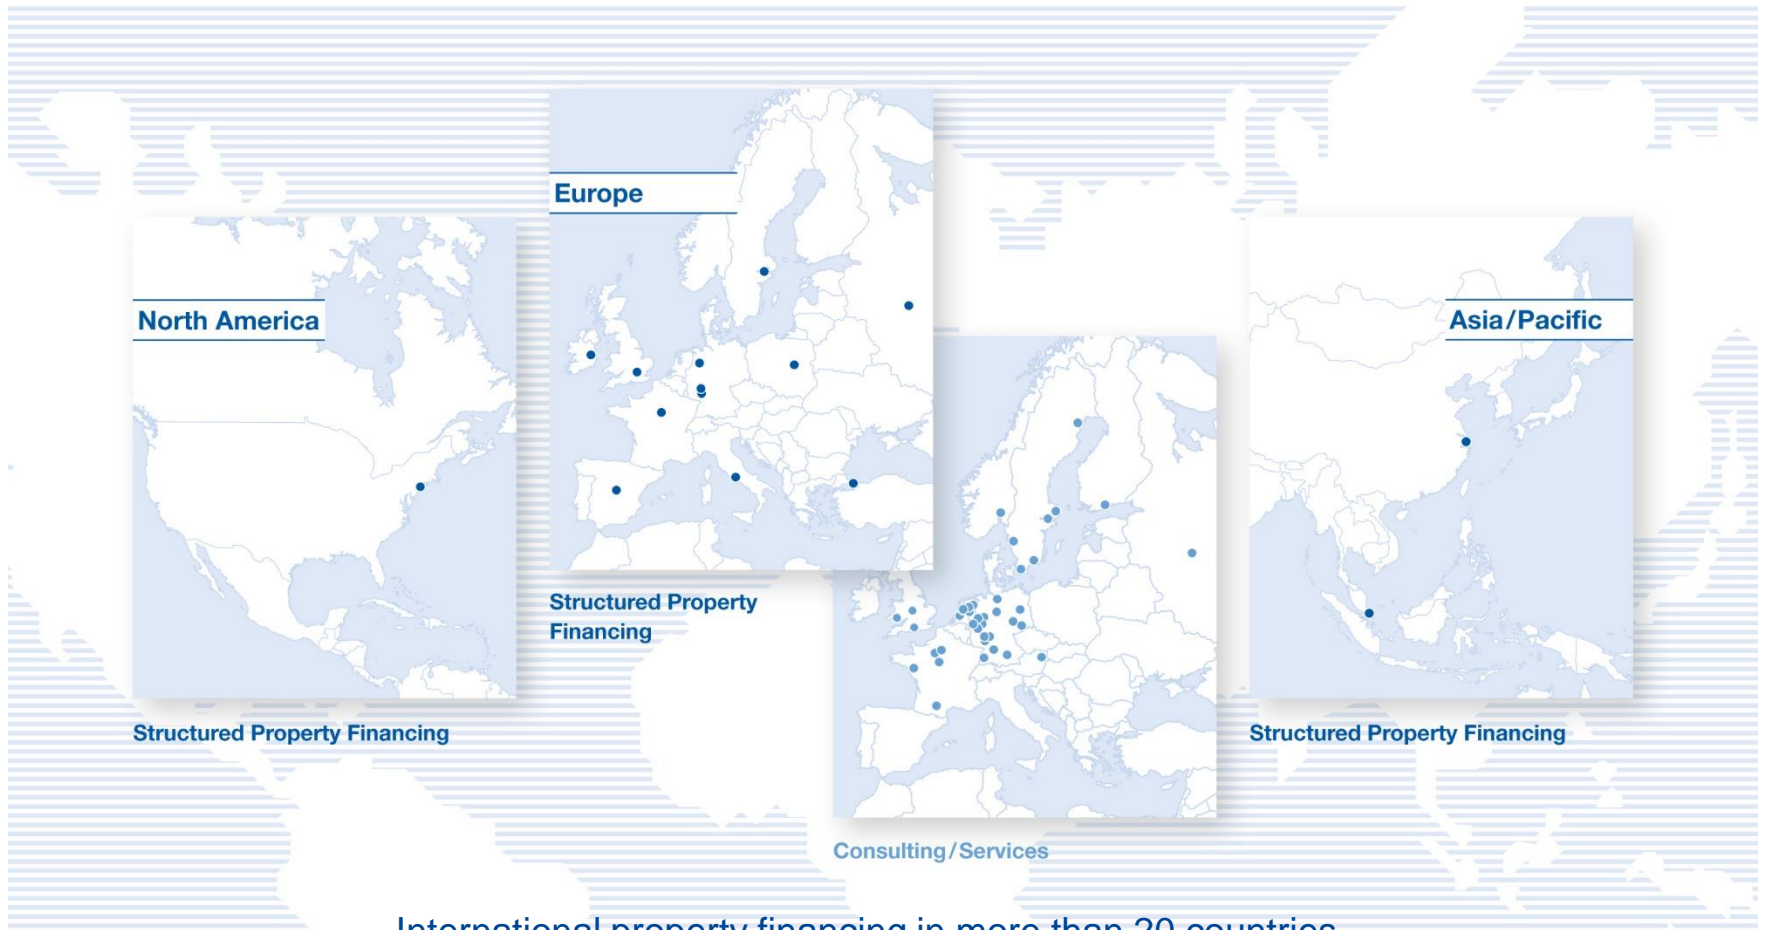 Europe
North America
Asia/Pacific
Structured Property
Financing
Structured Property Financing
Structured Property Financing
Consulting/Services
International property financing in more than 20 countries